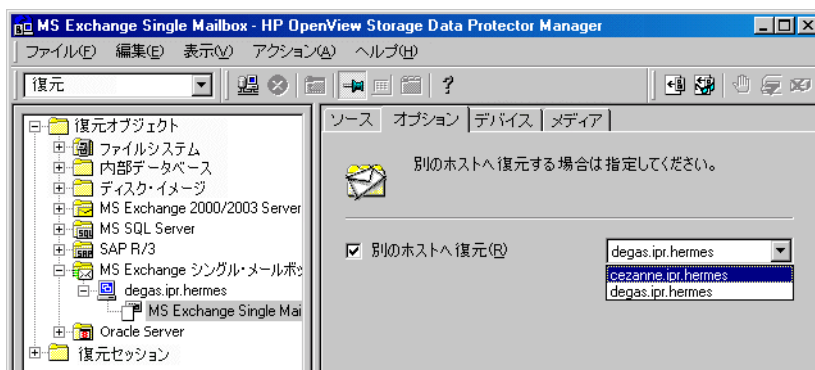 MS Exchange Single Mailbox - HP OpenView Storage Data Protector Manager
ファイル(F) 編集(E) 表示(V) アクション(A) ヘルプ(H)
復元
復元オブジェクト
ファイルシステム
内部データベース
ディスク・イメージ
MS Exchange 2000/2003 Server
MS SQL Server
SAP R/3
MS Exchange シングル・メールボッ
degas.ipr.hermes
MS Exchange Single Mai
Oracle Server
復元セッション
ソース オプション デバイス メディア
別のホストへ復元する場合は指定してください。
別のホストへ復元(R) degas.ipr.hermes
cezanne.ipr.hermes
degas.ipr.hermes